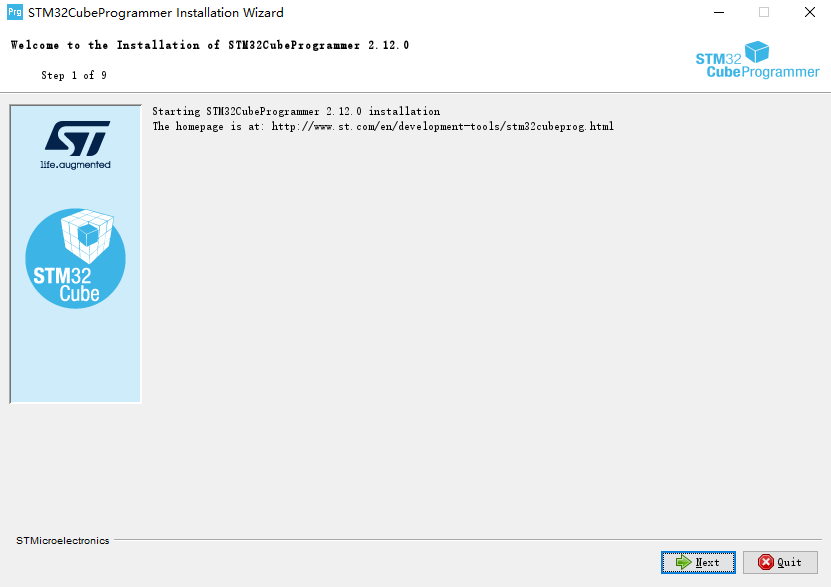 Prg STM32CubeProgrammer Installation Wizard
Welcome to the Installation of STM32CubeProgrammer 2.12.0
Step 1 of 9
STM32
CubeProgrammer
ST
life.augmented
STM32
Cube
Starting STM32CubeProgrammer 2.12.0 installation
The homepage is at: http://www.st.com/en/development-tools/stm32cubeprog.html
STMicroelectronics
Next
Quit